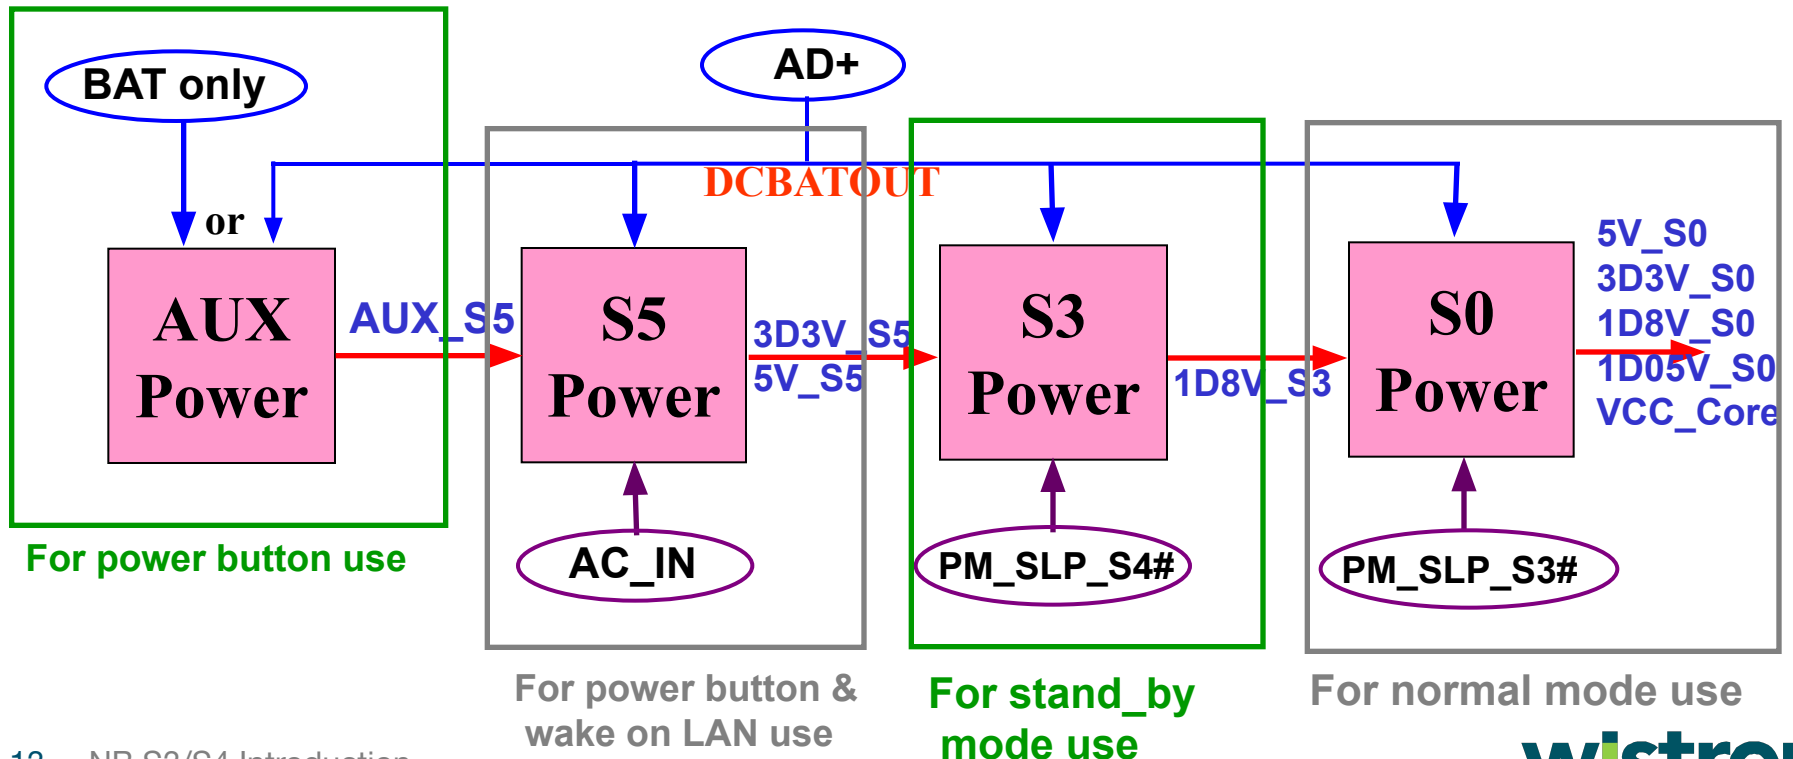 BAT only
AD+
DCBATOUT
or
AUX
Power
AUX_S5
S5
Power
3D3V_S5
5V_S5
S3
Power
1D8V_S3
S0
Power
5V_S0
3D3V_S0
1D8V_S0
1D05V_S0
VCC_Core
AC_IN
PM_SLP_S4#
PM_SLP_S3#
For power button use
For power button &
wake on LAN use
For stand_by
mode use
For normal mode use
Introduction
wistron